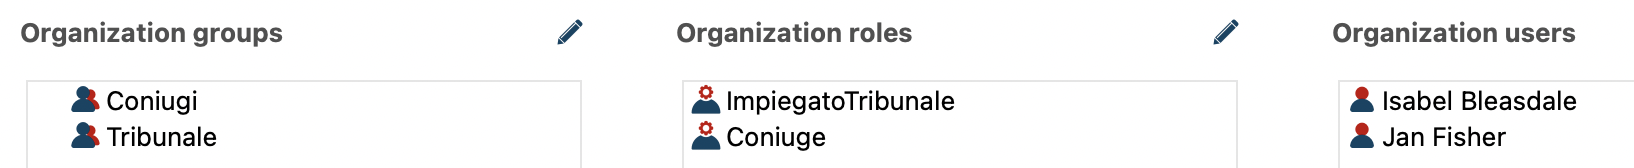 Organization groups
Coniugi
Tribunale
Organization roles
ImpiegatoTribunale
Coniuge
Organization users
Isabel Bleasdale
Jan Fisher